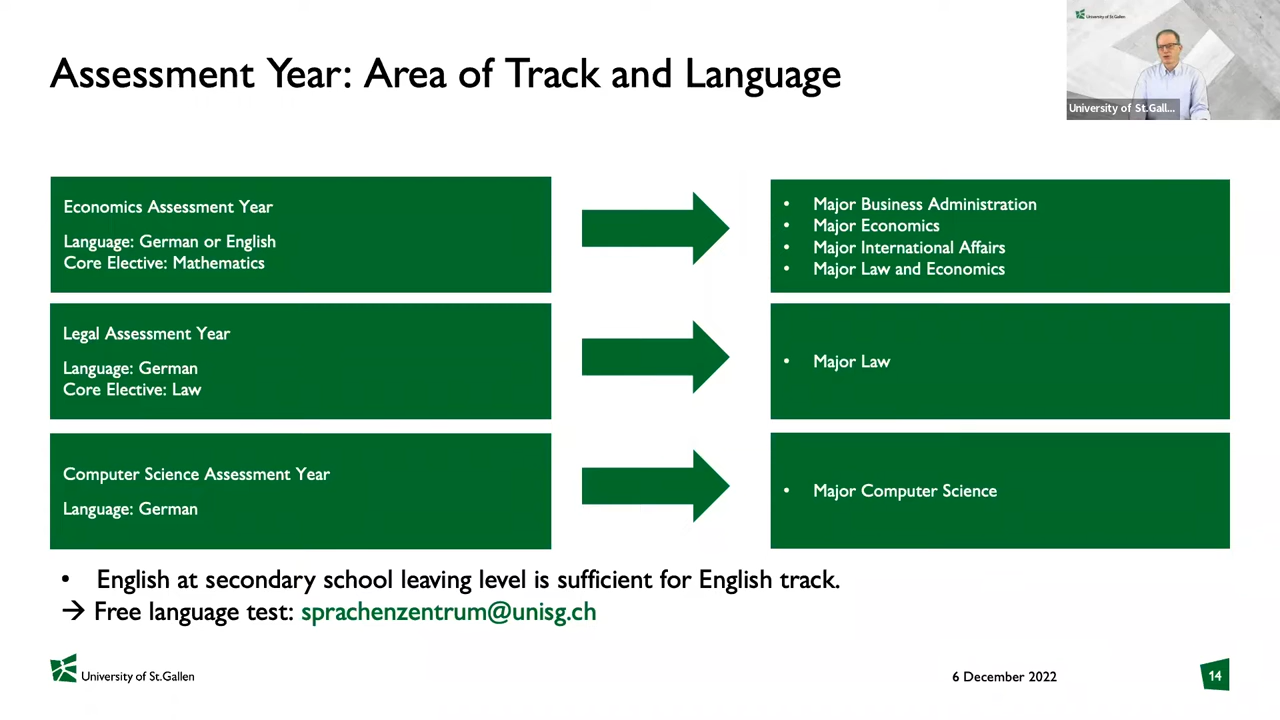 University of St.Gallen
Assessment Year: Area of Track and Language
University of St.Gall...
Economics Assessment Year
Language: German or English
Core Elective: Mathematics
• Major Business Administration
• Major Economics
• Major International Affairs
• Major Law and Economics
Legal Assessment Year
Language: German
Core Elective: Law
• Major Law
Computer Science Assessment Year
Language: German
• Major Computer Science
• English at secondary school leaving level is sufficient for English track.
→ Free language test: sprachenzentrum@unisg.ch
University of St.Gallen
6 December 2022
14